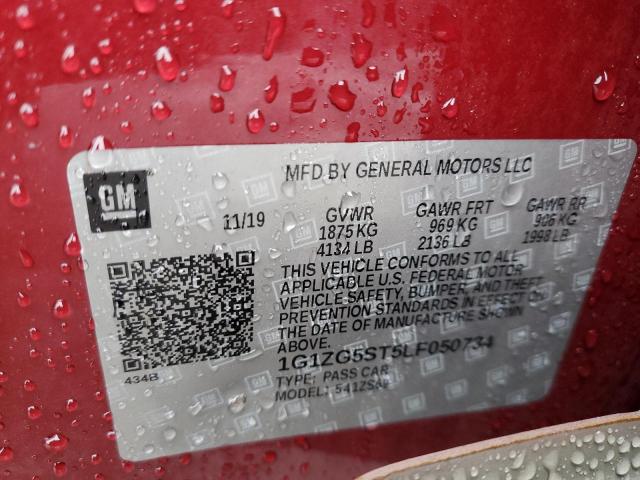 MFD BY GENERAL MOTORS LLC
GM
11/19 GVWR GAWR FRT GAWR RR
1875 KG 969 KG 906 KG
4134 LB 2136 LB 1998 LB
THIS VEHICLE CONFORMS TO ALL
APPLICABLE U.S. FEDERAL MOTOR
VEHICLE SAFETY, BUMPER, AND THEFT
PREVENTION STANDARDS IN EFFECT ON
THE DATE OF MANUFACTURE SHOWN
ABOVE.
1G1ZG5ST5LF050734
434B
TYPE: PASS CAR
MODEL: